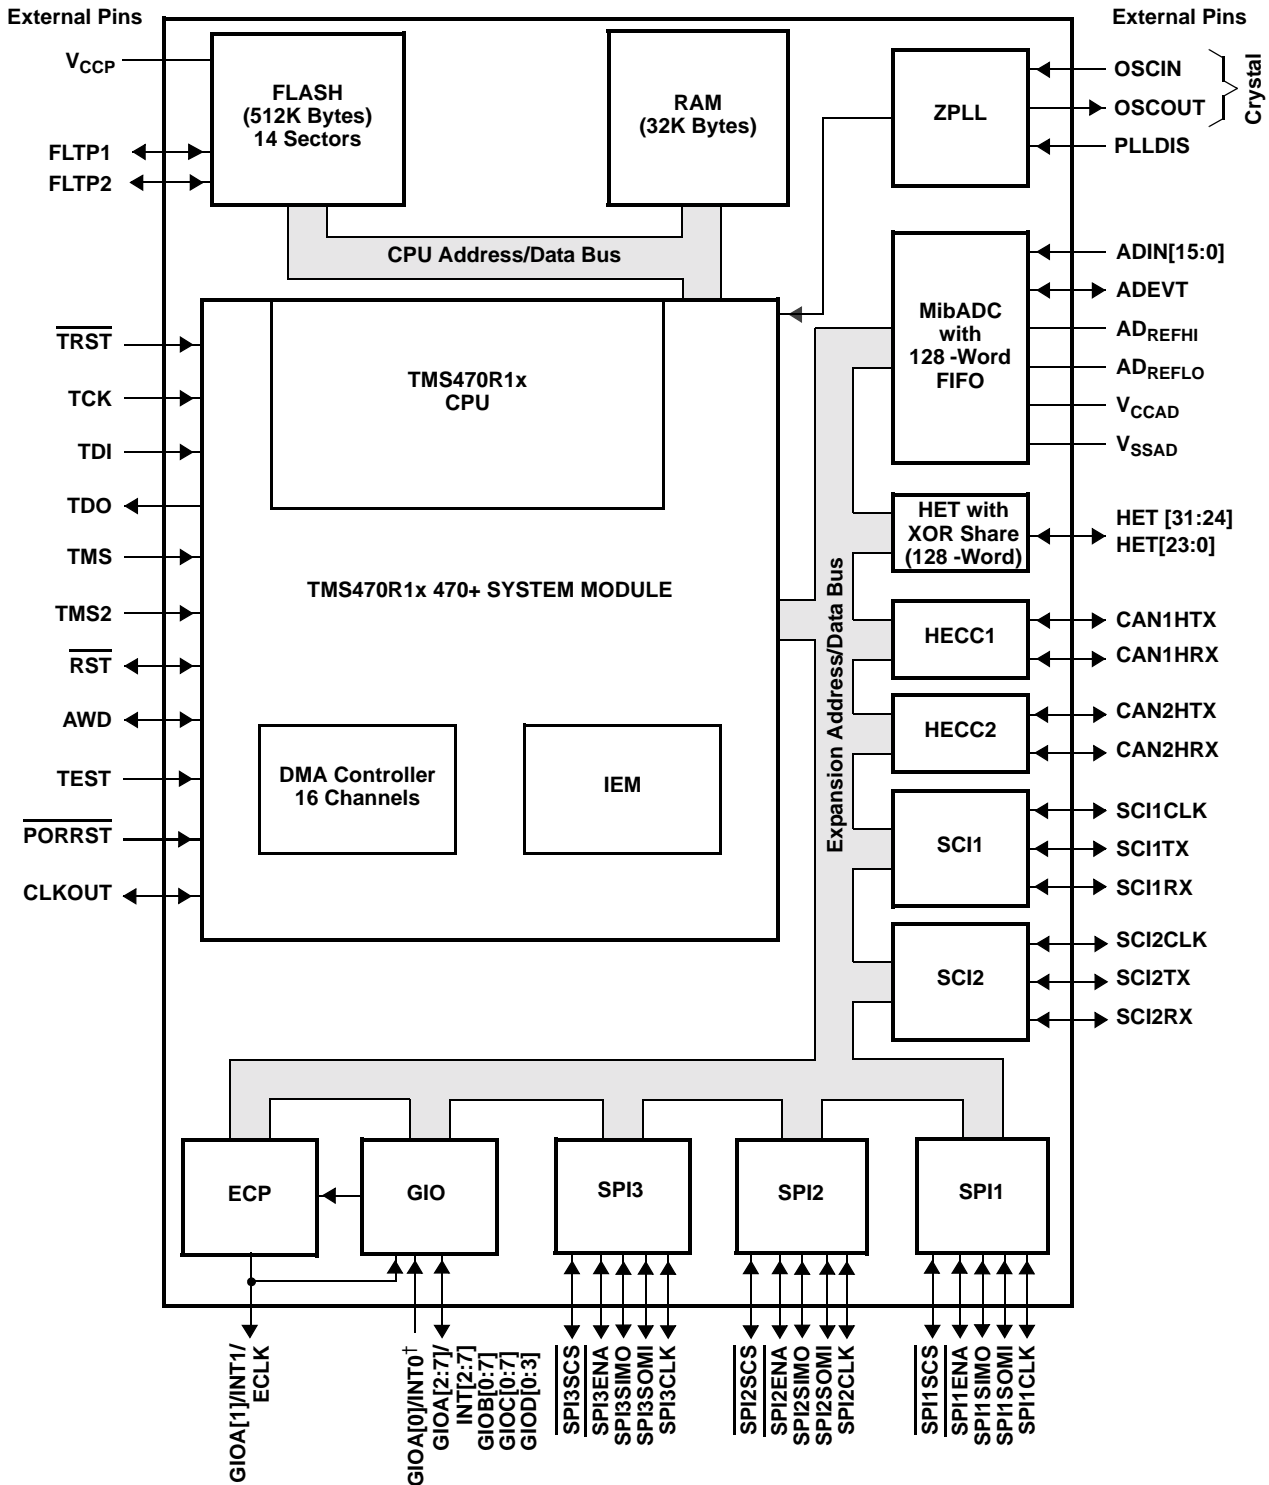 External Pins
External Pins
VCCP
FLTP1
FLTP2
FLASH
(512K Bytes)
14 Sectors
RAM
(32K Bytes)
ZPLL
OSCIN
OSCOUT
Crystal
PLLDIS
CPU Address/Data Bus
MibADC
with
128 -Word
FIFO
ADIN[15:0]
ADEVT
ADREFHI
ADREFLO
VCCAD
VSSAD
TRST
TCK
TDI
TDO
TMS
TMS2
RST
AWD
TEST
PORRST
CLKOUT
TMS470R1x
CPU
TMS470R1x 470+ SYSTEM MODULE
DMA Controller
16 Channels
IEM
Expansion Address/Data Bus
HET with
XOR Share
(128 -Word)
HET [31:24]
HET[23:0]
HECC1
CAN1HTX
CAN1HRX
HECC2
CAN2HTX
CAN2HRX
SCI1
SCI1CLK
SCI1TX
SCI1RX
SCI2
SCI2CLK
SCI2TX
SCI2RX
ECP
GIO
SPI3
SPI2
SPI1
GIOA[1]/INT1/
ECLK
GIOA[0]/INT0†
GIOA[2:7]/
INT[2:7]
GIOB[0:7]
GIOC[0:7]
GIOD[0:3]
SPI3SCS
SPI3ENA
SPI3SIMO
SPI3SOMI
SPI3CLK
SPI2SCS
SPI2ENA
SPI2SIMO
SPI2SOMI
SPI2CLK
SPI1SCS
SPI1ENA
SPI1SIMO
SPI1SOMI
SPI1CLK